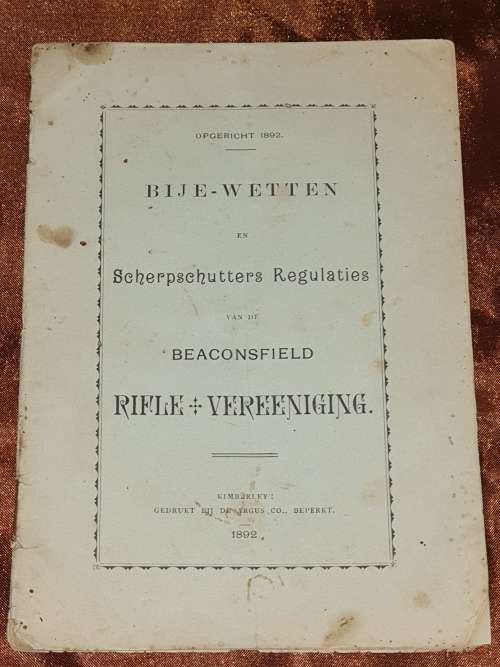 OPGERICHT 1892.
BIJE-WETTEN
EN
Scherpschutters Regulaties
VAN DE
BEACONSFIELD
RIFLE ✣ VEREENIGING.
KIMBERLEY:
GEDRUKT BIJ DE ARGUS CO., BEPERKT.
1892.